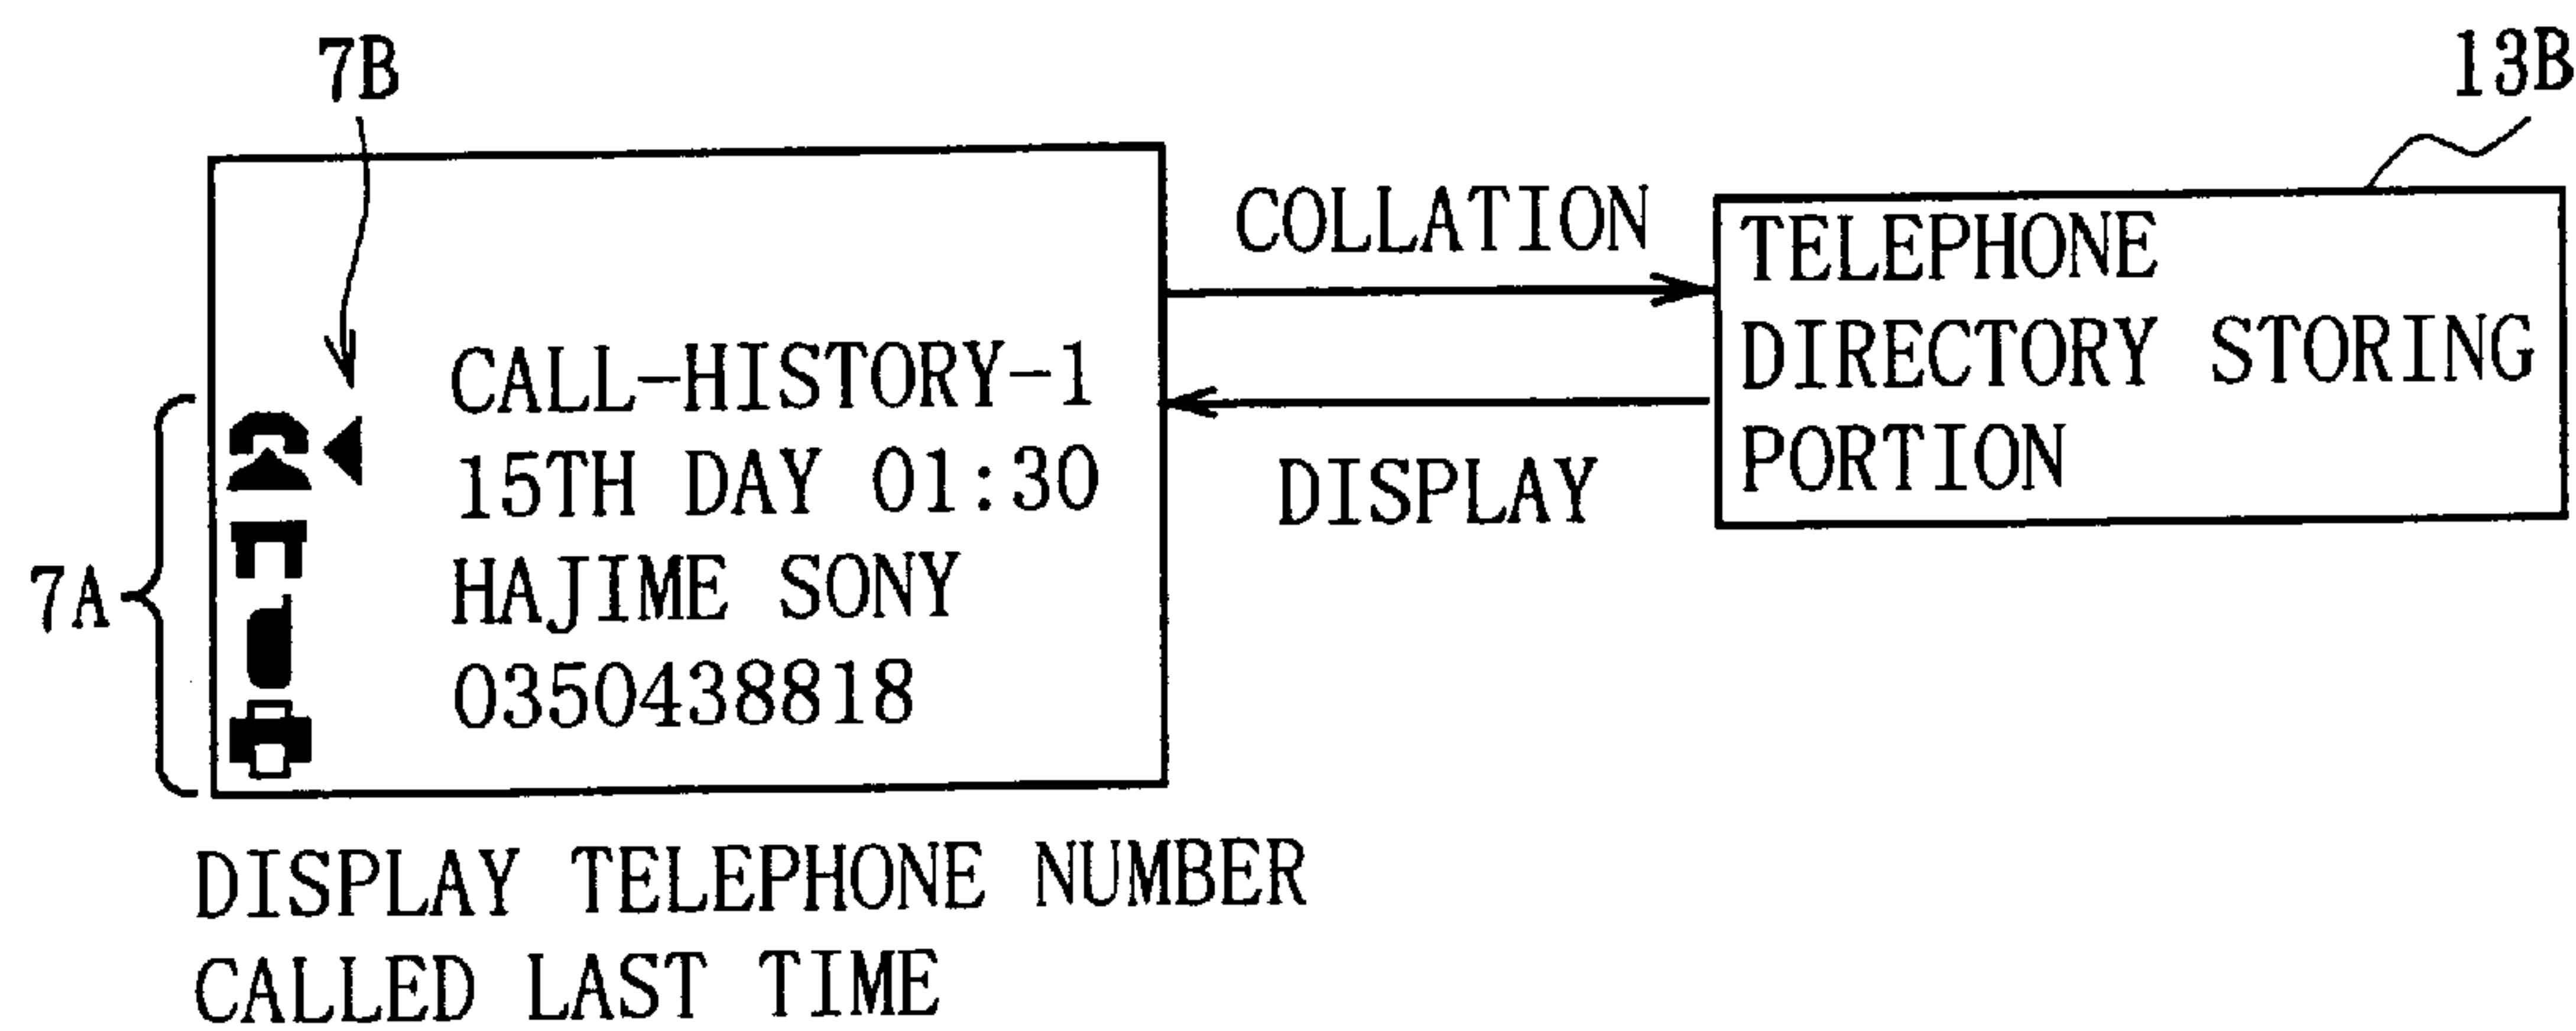 7B
13B
COLLATION
TELEPHONE
DIRECTORY STORING
PORTION
CALL-HISTORY-1
15TH DAY 01:30
HAJIME SONY
0350438818
DISPLAY
7A
DISPLAY TELEPHONE NUMBER
CALLED LAST TIME